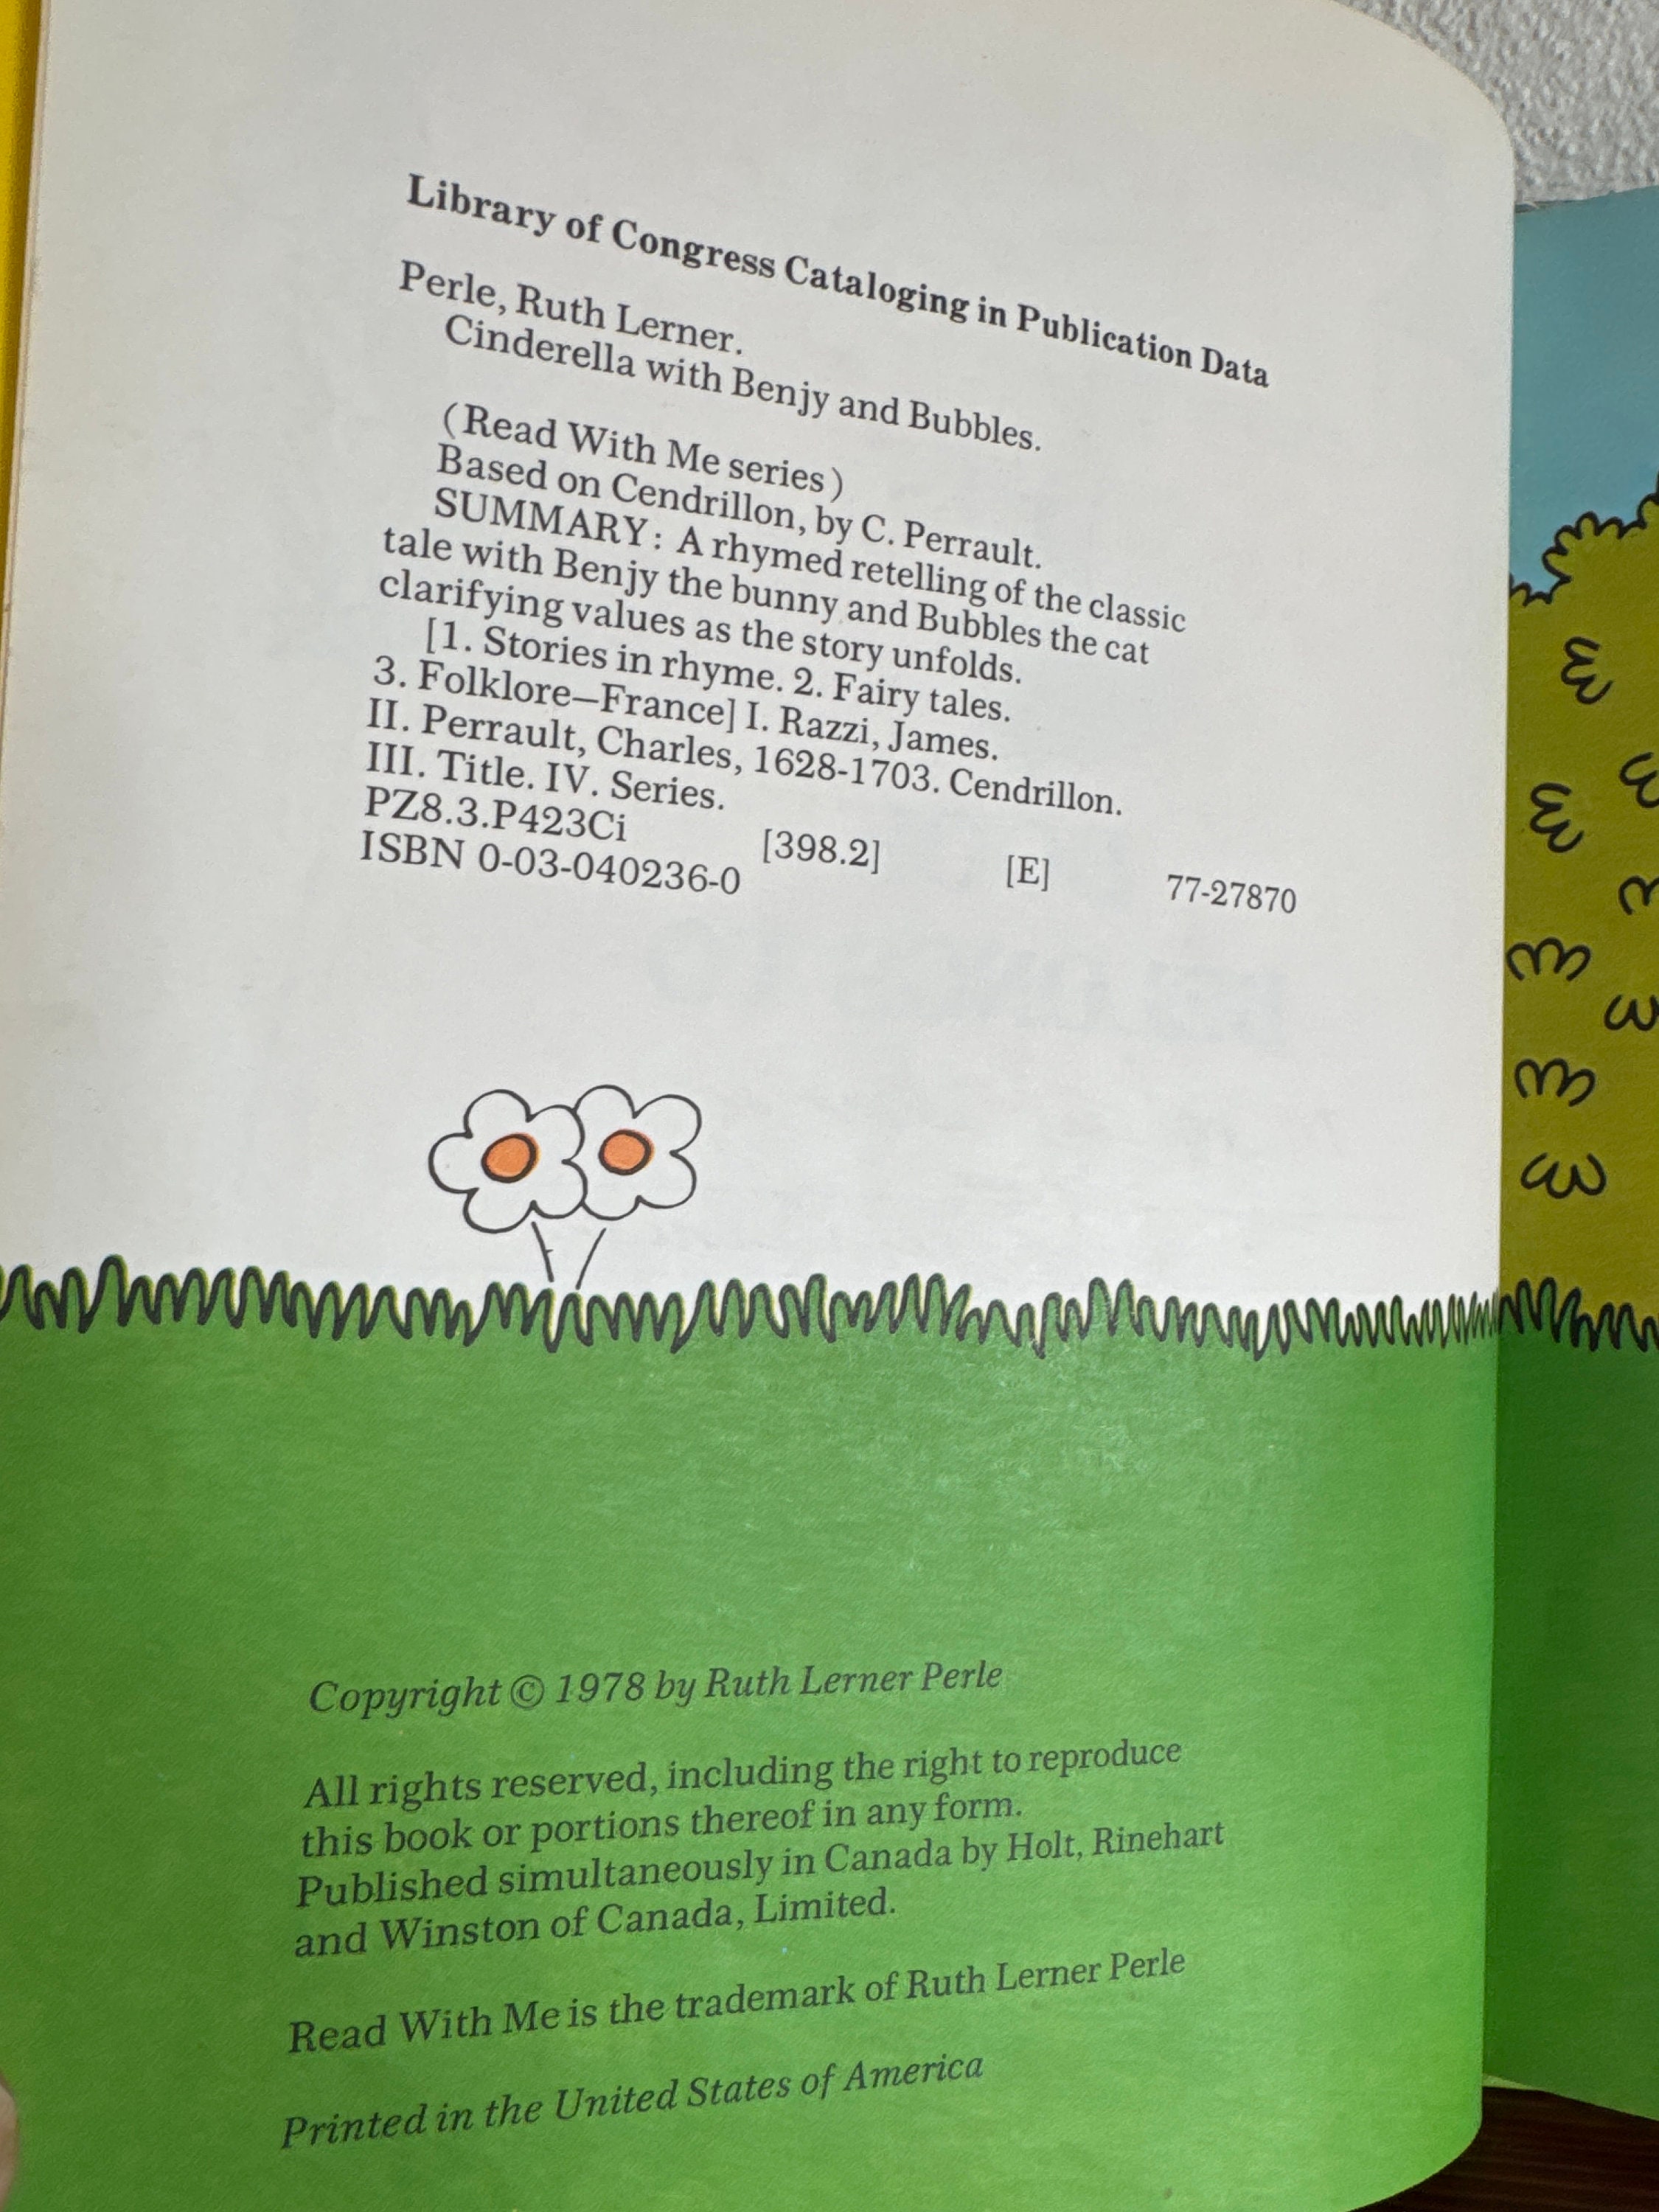 Library of Congress Cataloging in Publication Data
Perle, Ruth Lerner.
Cinderella with Benjy and Bubbles.
(Read With Me series)
Based on Cendrillon, by C. Perrault.
SUMMARY: A rhymed retelling of the classic
tale with Benjy the bunny and Bubbles the cat
clarifying values as the story unfolds.
[1. Stories in rhyme. 2. Fairy tales.
3. Folklore—France] I. Razzi, James.
II. Perrault, Charles, 1628-1703. Cendrillon.
III. Title. IV. Series.
PZ8.3.P423Ci [398.2] [E] 77-27870
ISBN 0-03-040236-0
Copyright © 1978 by Ruth Lerner Perle
All rights reserved, including the right to reproduce
this book or portions thereof in any form.
Published simultaneously in Canada by Holt, Rinehart
and Winston of Canada, Limited.
Read With Me is the trademark of Ruth Lerner Perle
Printed in the United States of America